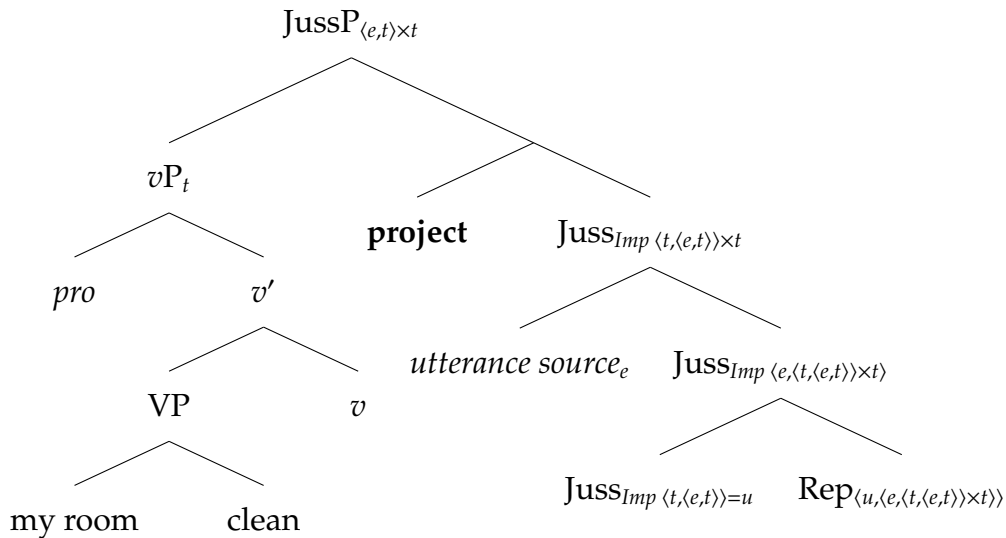 JussP⟨e,t⟩×t
vPt
project
JussImp ⟨t,⟨e,t⟩⟩×t
pro
v′
utterance sourcee
JussImp ⟨e,⟨t,⟨e,t⟩⟩×t⟩
VP
v
my room
clean
JussImp ⟨t,⟨e,t⟩⟩=u
Rep⟨u,⟨e,⟨t,⟨e,t⟩⟩×t⟩⟩